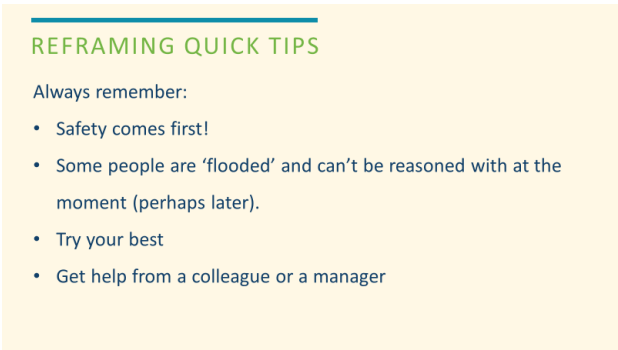 REFRAMING QUICK TIPS
Always remember:
• Safety comes first!
• Some people are ‘flooded’ and can’t be reasoned with at the
moment (perhaps later).
• Try your best
• Get help from a colleague or a manager